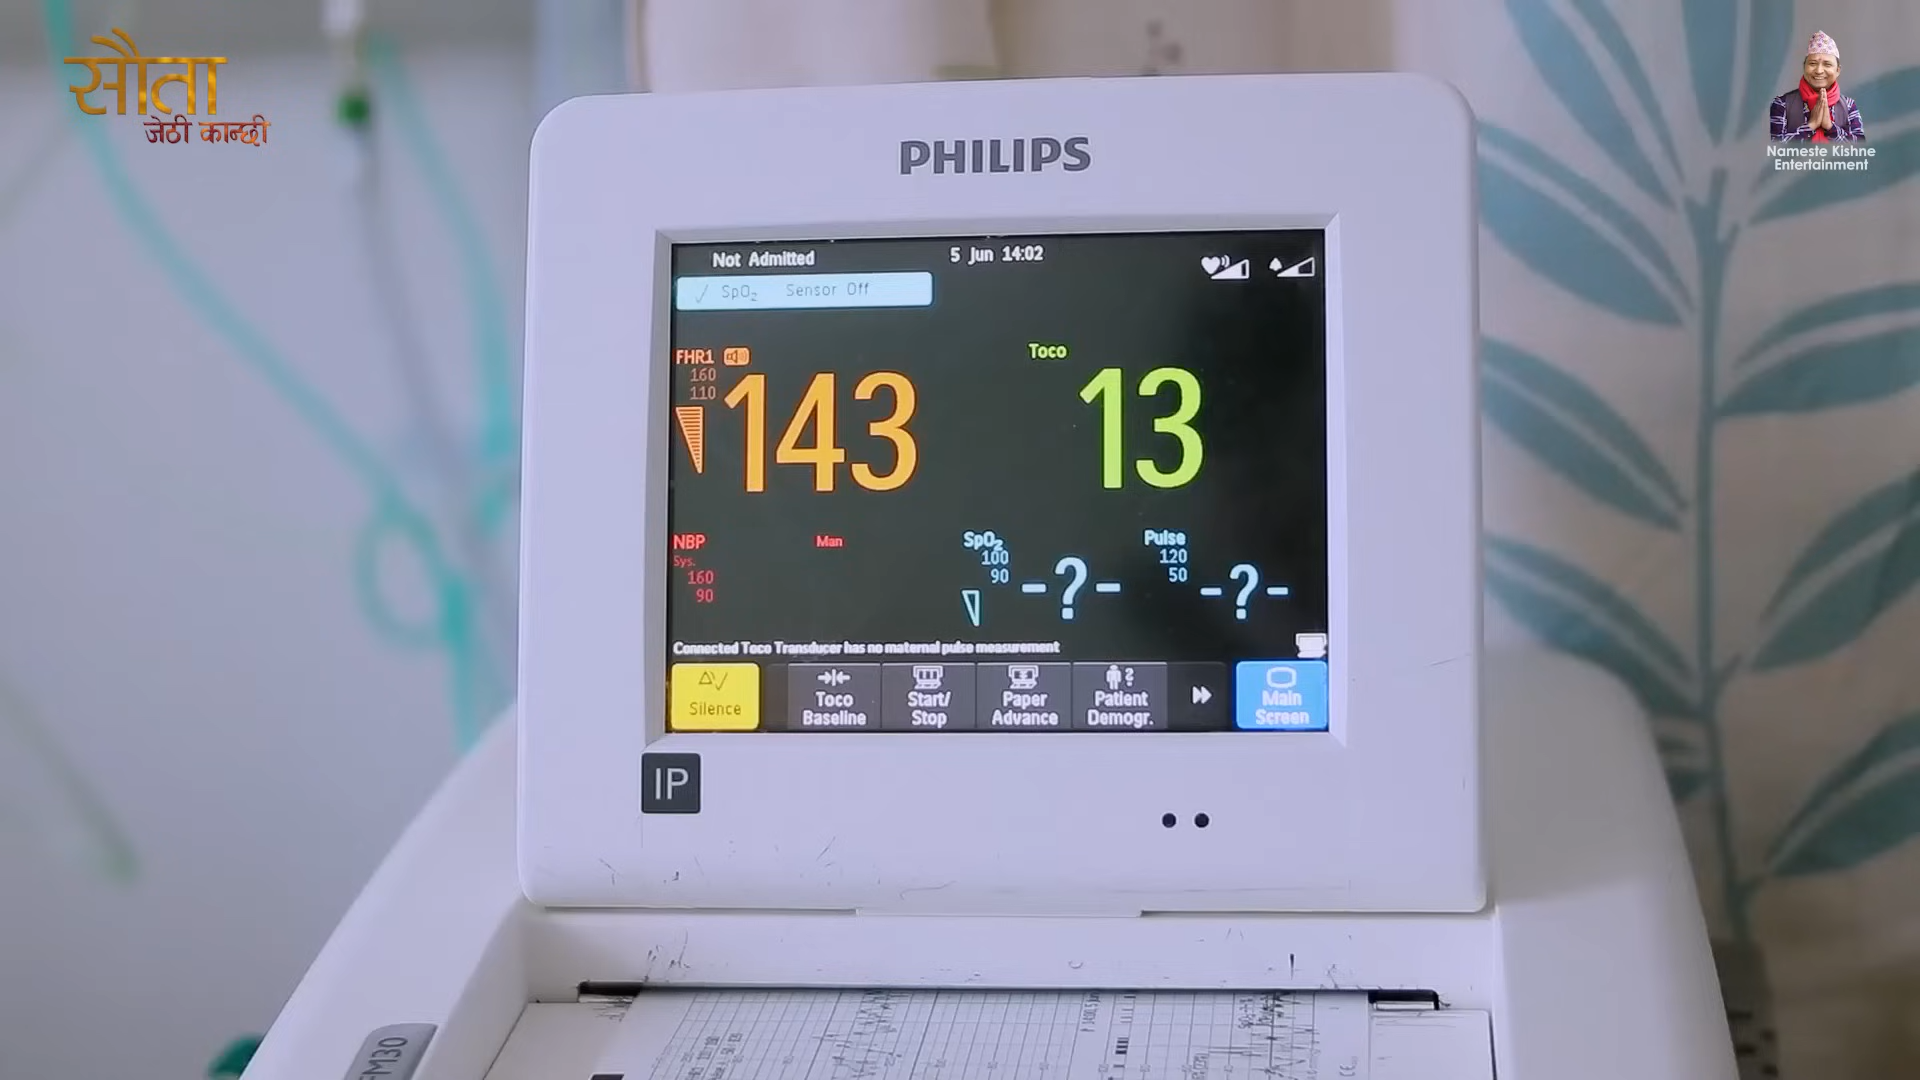 सौता
जेठी कान्छी
Nameste Kishne
Entertainment
PHILIPS
Not Admitted
5 Jun 14:02
SpO2 Sensor Off
FHR1
160
110
143
Toco
13
NBP
Man
Sys.
160
90
SpO2
100
90
-?-
Pulse
120
50
-?-
Connected Toco Transducer has no maternal pulse measurement
Silence
Toco
Baseline
Start/
Stop
Paper
Advance
Patient
Demogr.
Main
Screen
IP
FM30